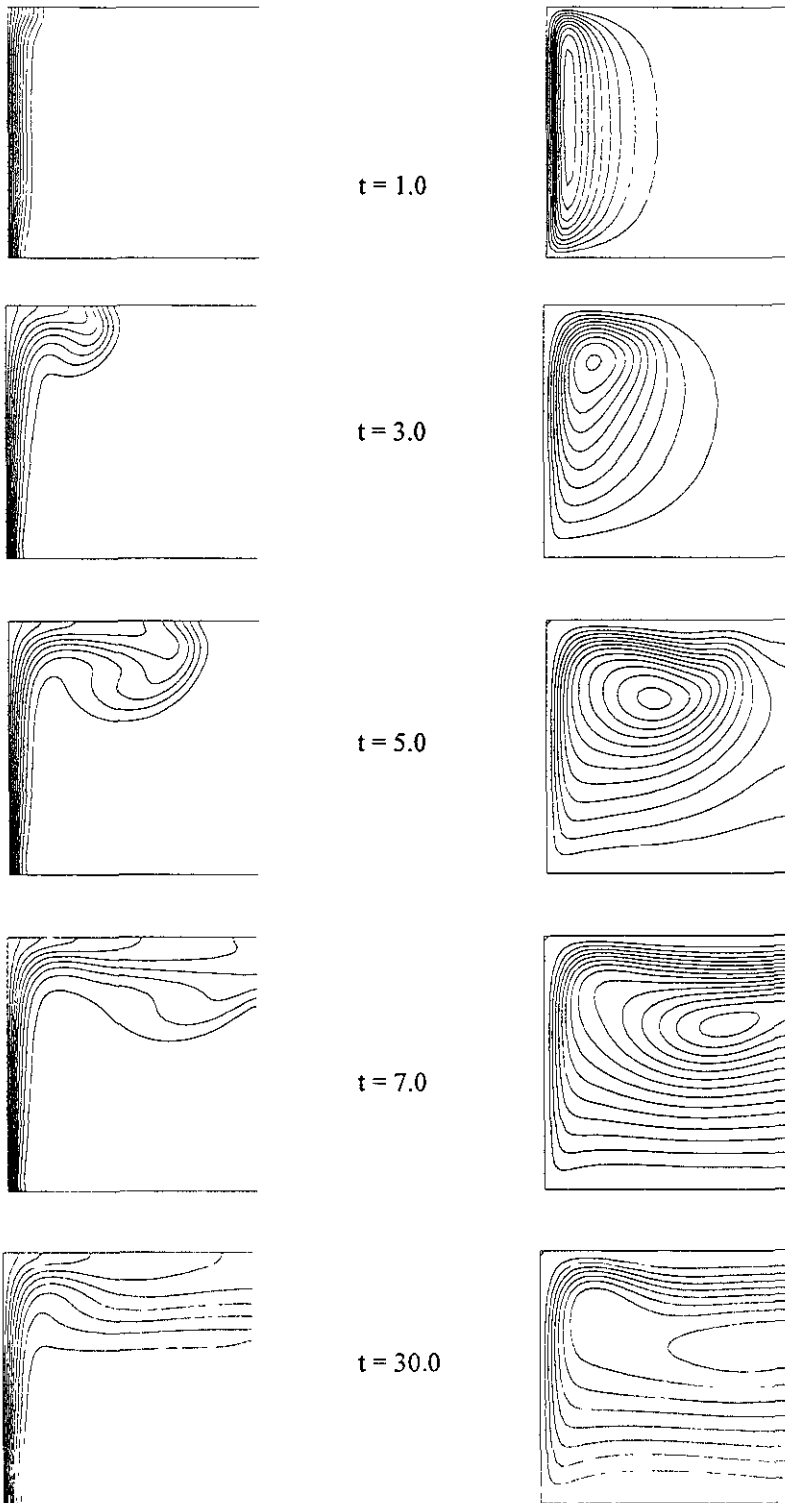 t = 1.0
t = 3.0
t = 5.0
t = 7.0
t = 30.0